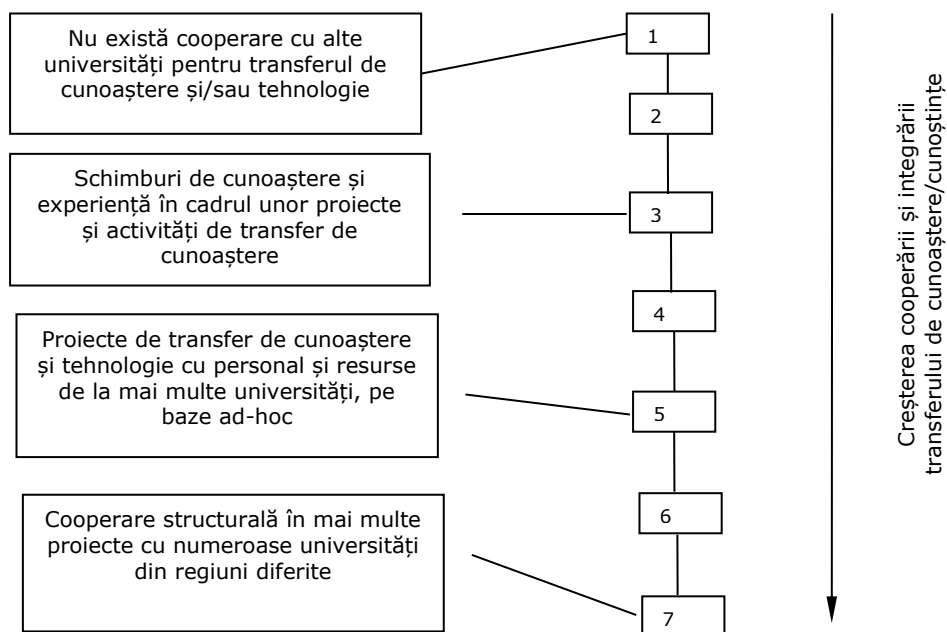 Nu există cooperare cu alte
universități pentru transferul de
cunoaștere și/sau tehnologie
1
2
Schimburi de cunoaștere și
experiență în cadrul unor proiecte
și activități de transfer de
cunoaștere
3
4
Proiecte de transfer de cunoaștere
și tehnologie cu personal și resurse
de la mai multe universități, pe
baze ad-hoc
5
6
Cooperare structurală în mai multe
proiecte cu numeroase universități
din regiuni diferite
7
Creșterea cooperării și integrării
transferului de cunoaștere/cunoștințe